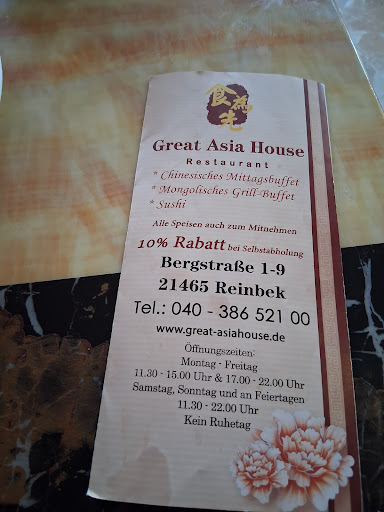 食為先
Great Asia House
Restaurant
* Chinesisches Mittagsbuffet
* Mongolisches Grill-Buffet
* Sushi
Alle Speisen auch zum Mitnehmen
10% Rabatt bei Selbstabholung
Bergstraße 1-9
21465 Reinbek
Tel.: 040 - 386 521 00
www.great-asiahouse.de
Öffnungszeiten:
Montag - Freitag
11.30 - 15.00 Uhr & 17.00 - 22.00 Uhr
Samstag, Sonntag und an Feiertagen
11.30 - 22.00 Uhr
Kein Ruhetag